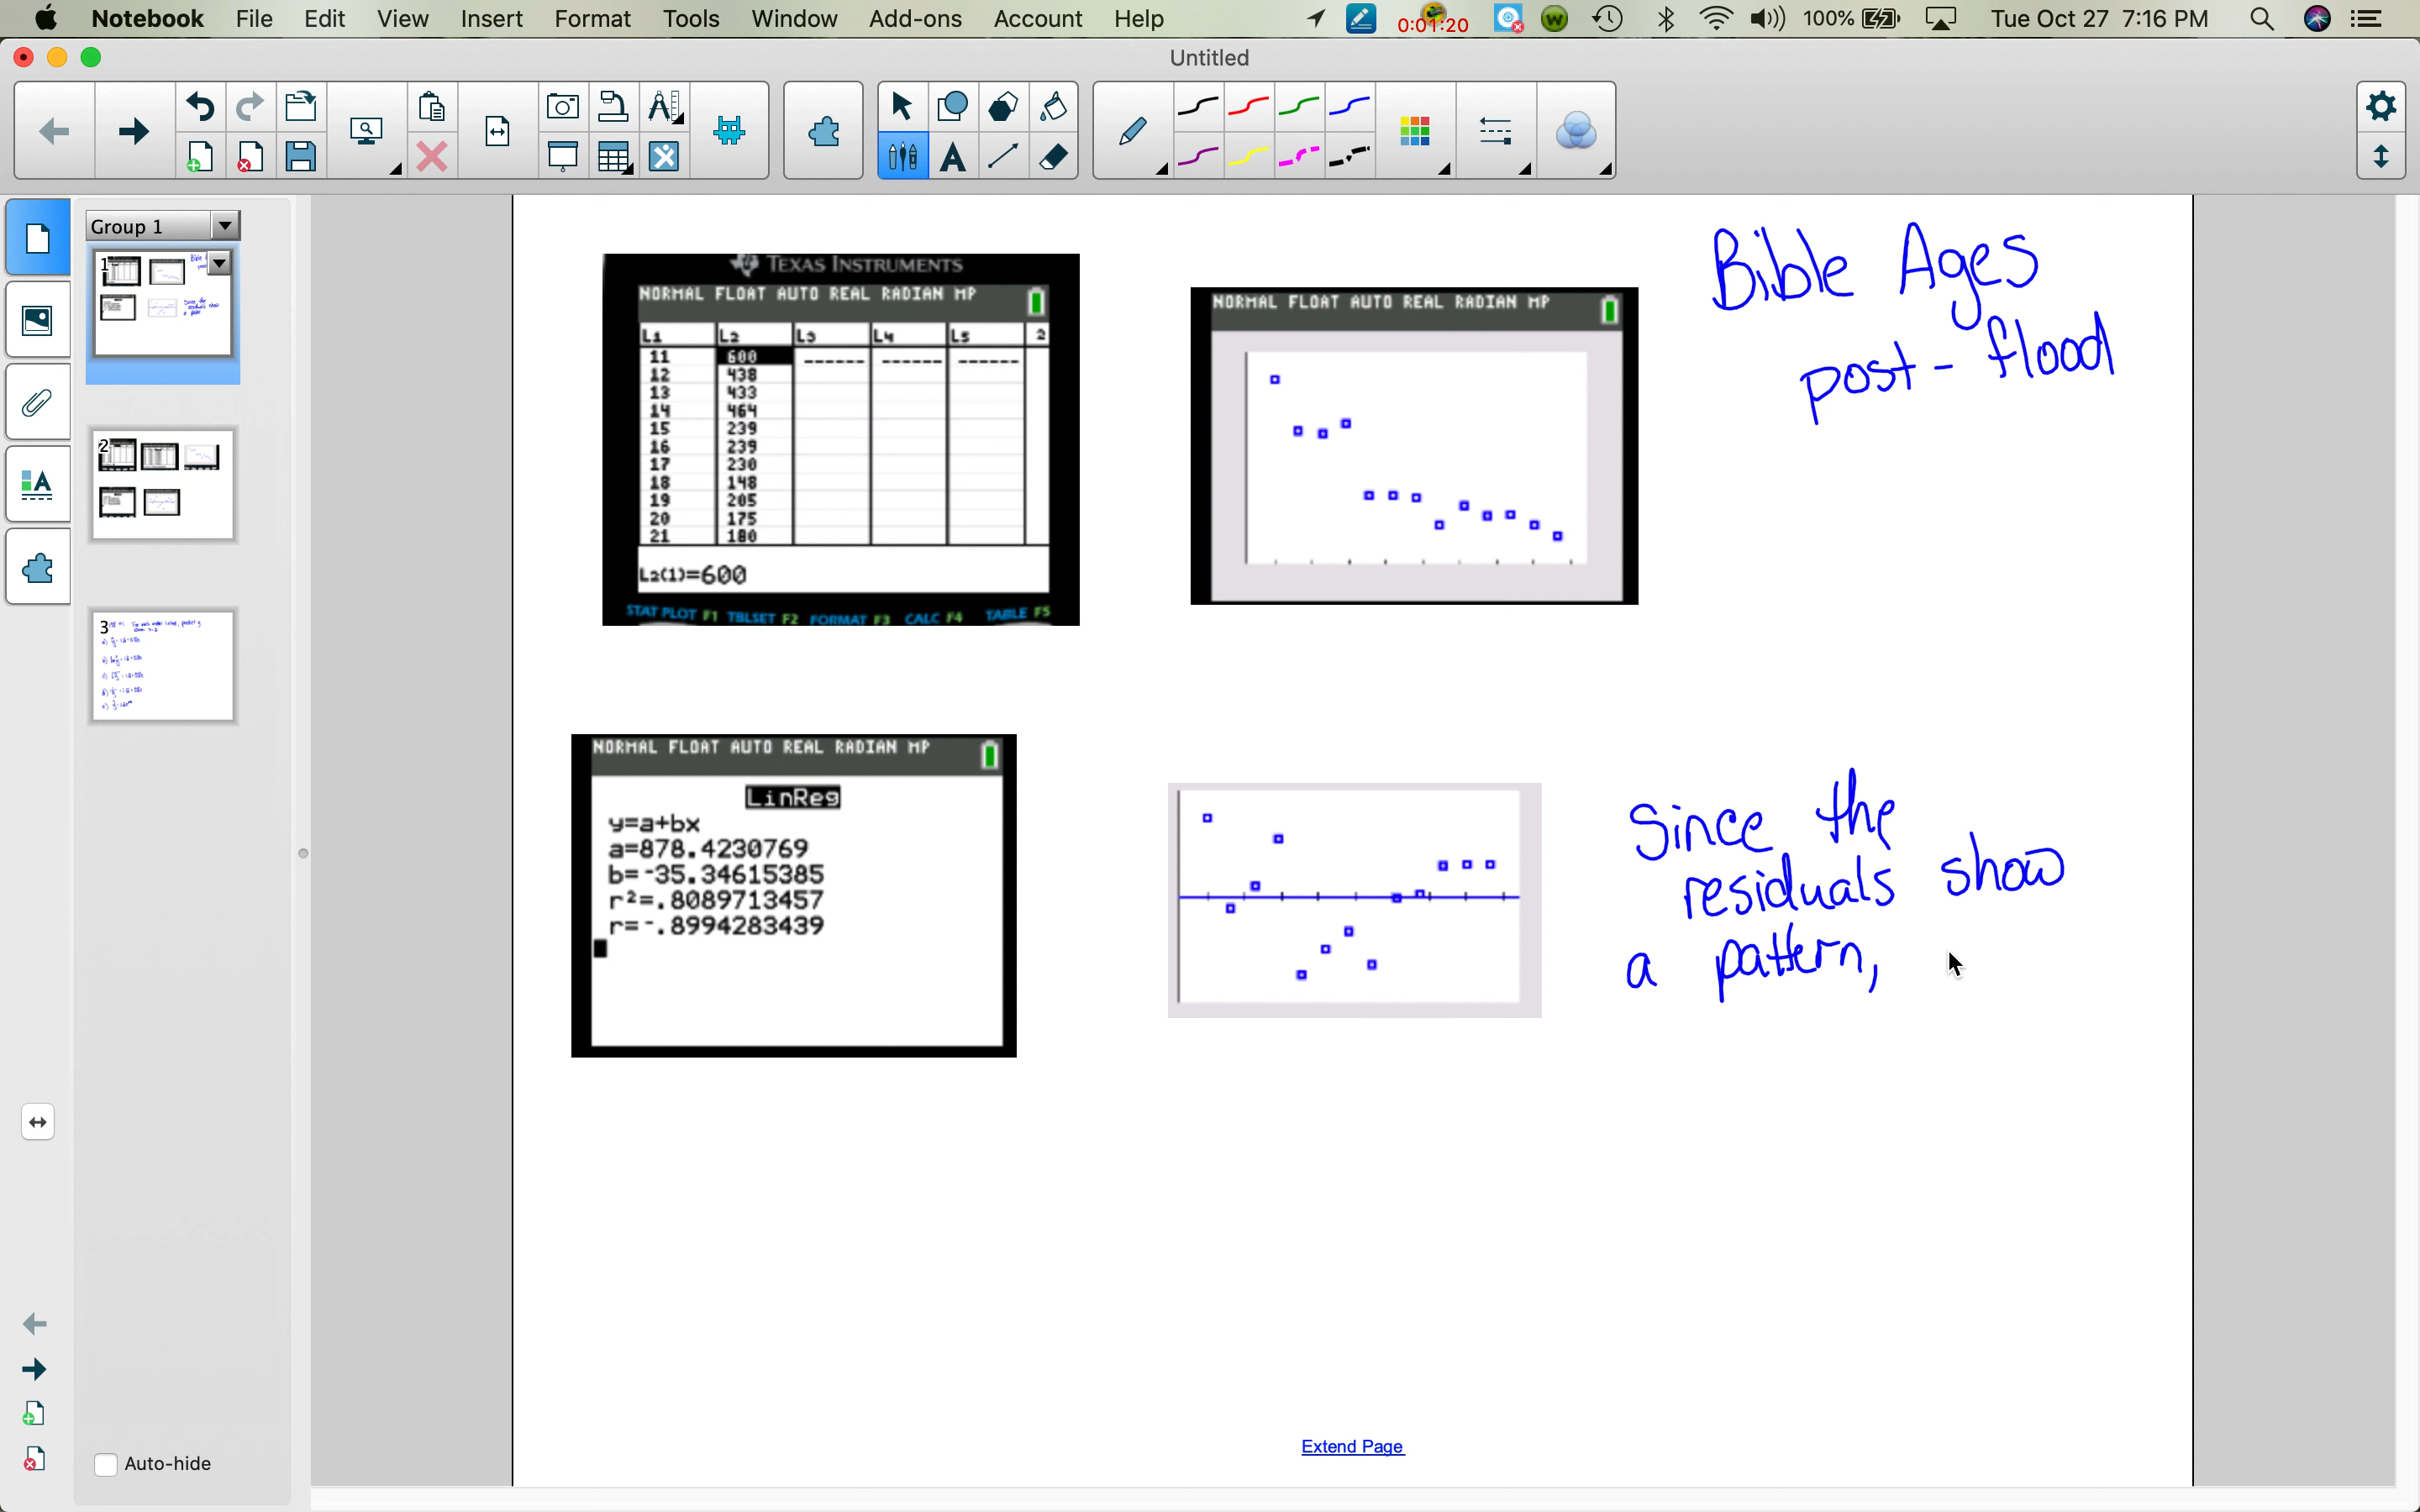 Notebook File Edit View Insert Format Tools Window Add-ons Account Help 0:01:20 100% Tue Oct 27 7:16 PM
Untitled
Group 1
1
2
3
Auto-hide
TEXAS INSTRUMENTS
NORMAL FLOAT AUTO REAL RADIAN MP
L1 L2 L3 L4 L5 2
11 600 ------ ------ ------
12 438
13 433
14 464
15 239
16 239
17 230
18 148
19 205
20 175
21 180
L2(1)=600
STAT PLOT F1 TBLSET F2 FORMAT F3 CALC F4 TABLE F5
NORMAL FLOAT AUTO REAL RADIAN MP
Bible Ages
post-flood
NORMAL FLOAT AUTO REAL RADIAN MP
LinReg
y=a+bx
a=878.4230769
b=-35.34615385
r²=.8089713457
r=-.8994283439
Since the
residuals show
a pattern,
Extend Page